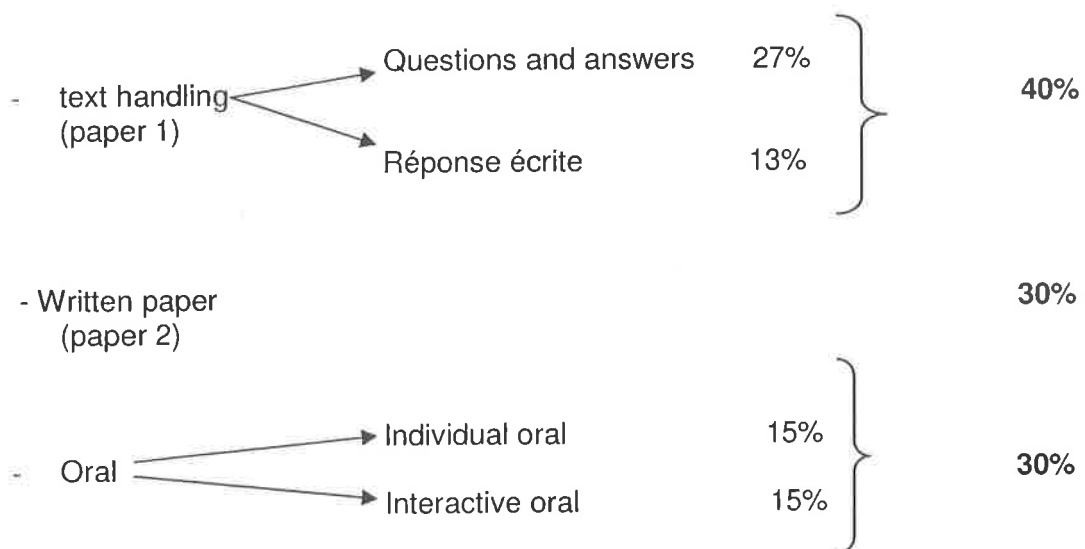 Questions and answers 27%
- text handling 40%
(paper 1)
Réponse écrite 13%
- Written paper 30%
(paper 2)
Individual oral 15%
- Oral 30%
Interactive oral 15%